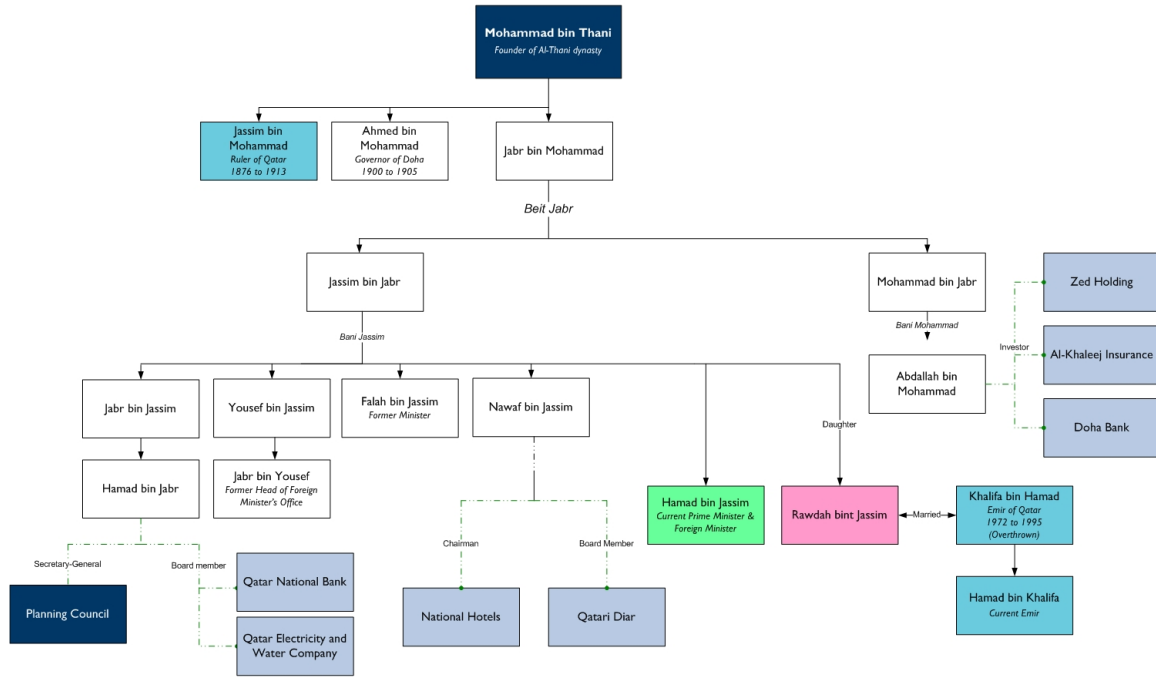 Mohammad bin Thani
Founder of Al-Thani dynasty
Jassim bin
Mohammad
Ruler of Qatar
1876 to 1913
Ahmed bin
Mohammad
Governor of Doha
1900 to 1905
Jabr bin Mohammad
Beit Jabr
Jassim bin Jabr
Mohammad bin Jabr
Zed Holding
Bani Jassim
Bani Mohammad
Investor
Al-Khaleej Insurance
Abdallah bin
Mohammad
Doha Bank
Jabr bin Jassim
Yousef bin Jassim
Falah bin Jassim
Former Minister
Nawaf bin Jassim
Daughter
Hamad bin Jabr
Jabr bin Yousef
Former Head of Foreign
Minister's Office
Hamad bin Jassim
Current Prime Minister &
Foreign Minister
Rawdah bint Jassim
Married
Khalifa bin Hamad
Emir of Qatar
1972 to 1995
(Overthrown)
Secretary-General
Board member
Chairman
Board Member
Planning Council
Qatar National Bank
Qatar Electricity and
Water Company
National Hotels
Qatari Diar
Hamad bin Khalifa
Current Emir